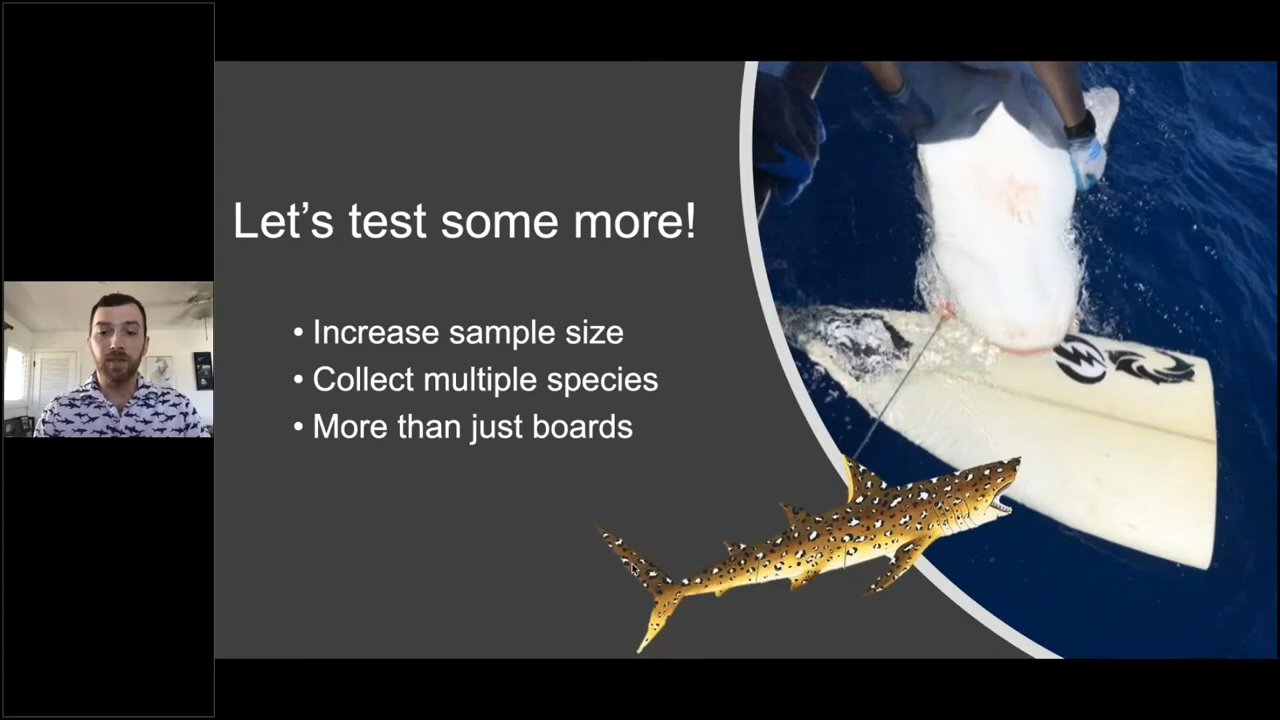 Let's test some more!
• Increase sample size
• Collect multiple species
• More than just boards